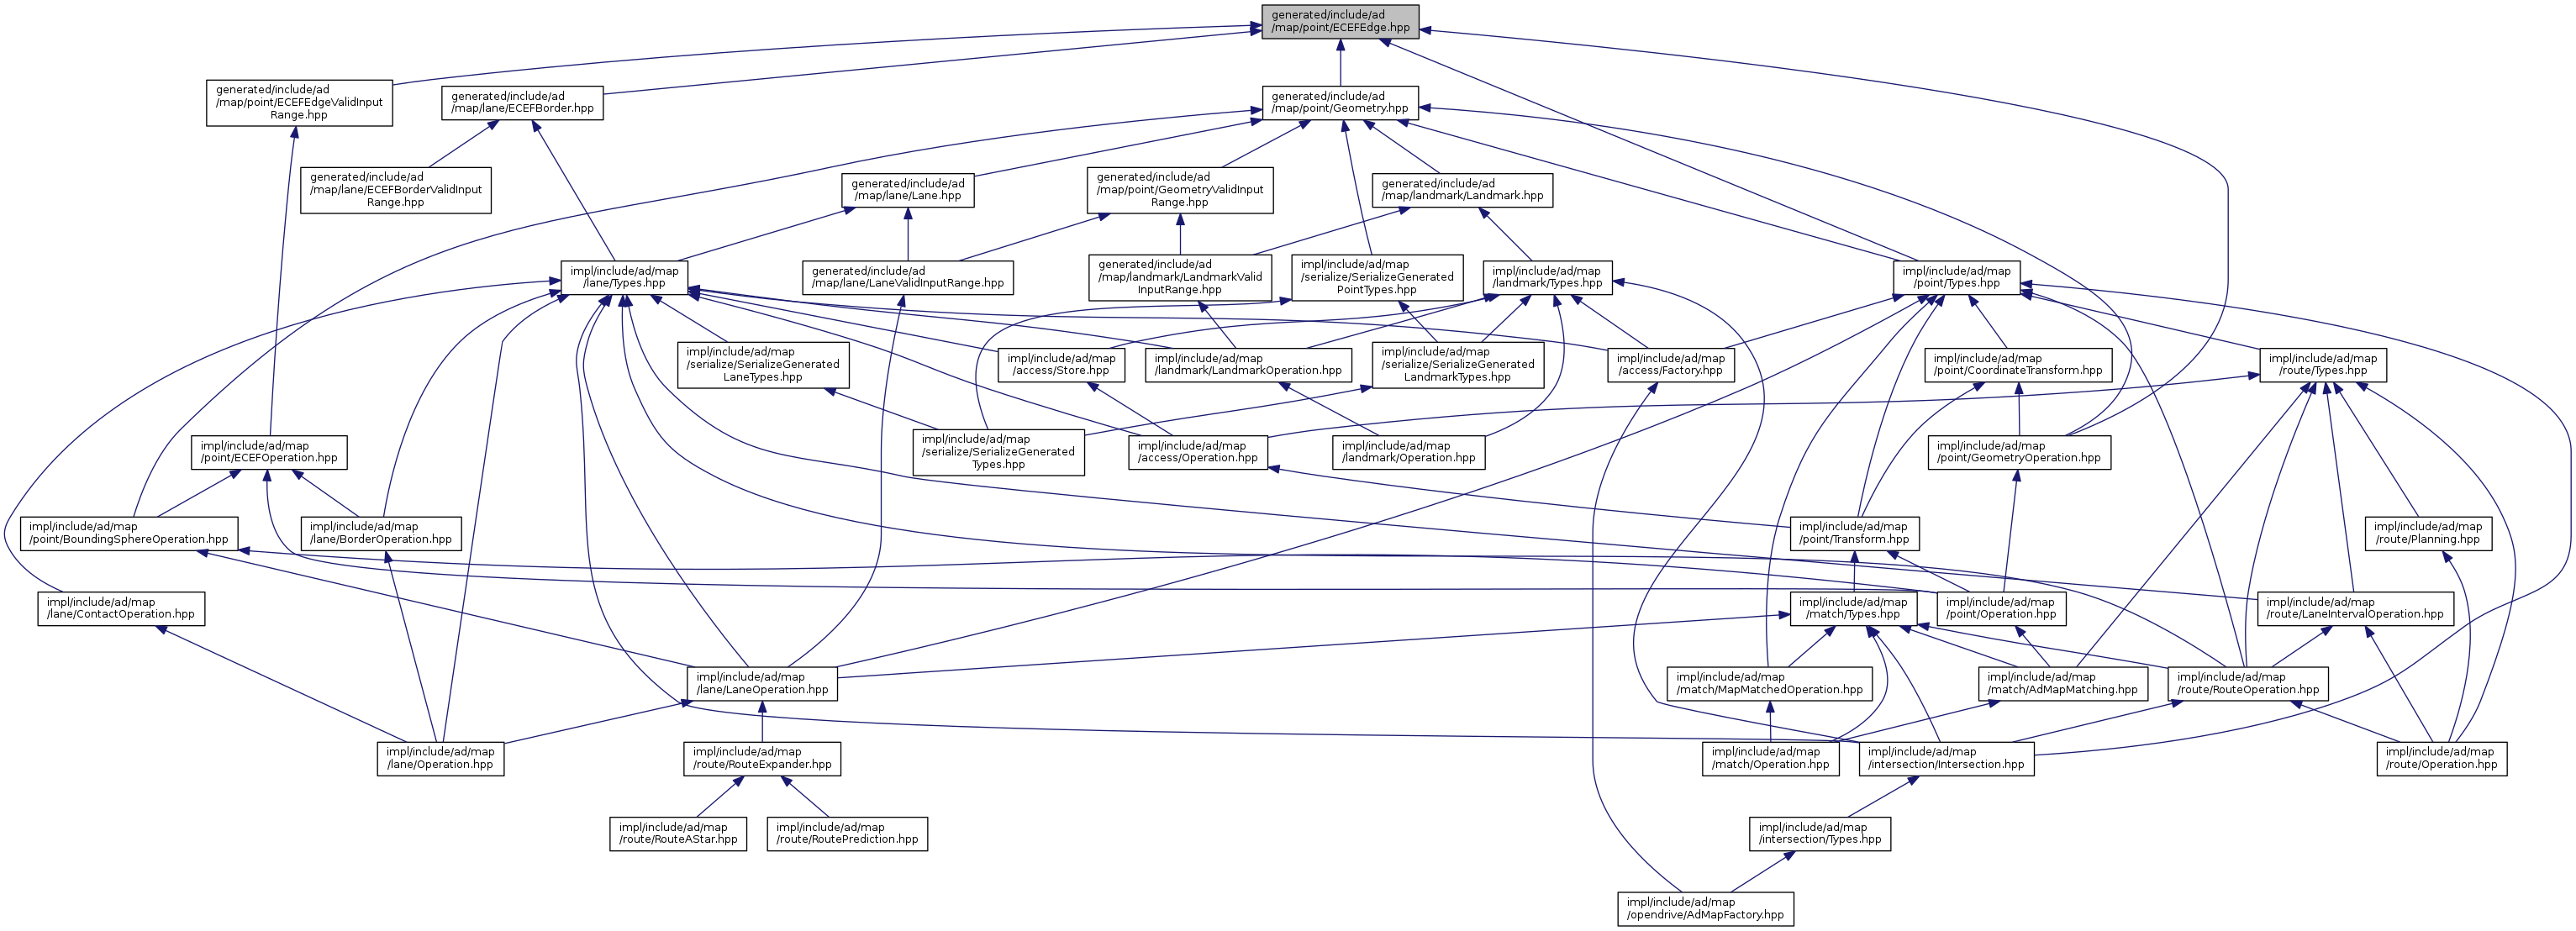 generated/include/ad
/map/point/ECEFEdge.hpp
generated/include/ad
/map/point/ECEFEdgeValidInput
Range.hpp
generated/include/ad
/map/lane/ECEFBorder.hpp
generated/include/ad
/map/point/Geometry.hpp
generated/include/ad
/map/lane/ECEFBorderValidInput
Range.hpp
generated/include/ad
/map/lane/Lane.hpp
generated/include/ad
/map/point/GeometryValidInput
Range.hpp
generated/include/ad
/map/landmark/Landmark.hpp
impl/include/ad/map
/lane/Types.hpp
generated/include/ad
/map/lane/LaneValidInputRange.hpp
generated/include/ad
/map/landmark/LandmarkValid
InputRange.hpp
impl/include/ad/map
/serialize/SerializeGenerated
PointTypes.hpp
impl/include/ad/map
/landmark/Types.hpp
impl/include/ad/map
/point/Types.hpp
impl/include/ad/map
/serialize/SerializeGenerated
LaneTypes.hpp
impl/include/ad/map
/access/Store.hpp
impl/include/ad/map
/landmark/LandmarkOperation.hpp
impl/include/ad/map
/serialize/SerializeGenerated
LandmarkTypes.hpp
impl/include/ad/map
/access/Factory.hpp
impl/include/ad/map
/point/CoordinateTransform.hpp
impl/include/ad/map
/route/Types.hpp
impl/include/ad/map
/point/ECEFOperation.hpp
impl/include/ad/map
/serialize/SerializeGenerated
Types.hpp
impl/include/ad/map
/access/Operation.hpp
impl/include/ad/map
/landmark/Operation.hpp
impl/include/ad/map
/point/GeometryOperation.hpp
impl/include/ad/map
/point/BoundingSphereOperation.hpp
impl/include/ad/map
/lane/BorderOperation.hpp
impl/include/ad/map
/point/Transform.hpp
impl/include/ad/map
/route/Planning.hpp
impl/include/ad/map
/lane/ContactOperation.hpp
impl/include/ad/map
/match/Types.hpp
impl/include/ad/map
/point/Operation.hpp
impl/include/ad/map
/route/LaneIntervalOperation.hpp
impl/include/ad/map
/lane/LaneOperation.hpp
impl/include/ad/map
/match/MapMatchedOperation.hpp
impl/include/ad/map
/match/AdMapMatching.hpp
impl/include/ad/map
/route/RouteOperation.hpp
impl/include/ad/map
/lane/Operation.hpp
impl/include/ad/map
/route/RouteExpander.hpp
impl/include/ad/map
/match/Operation.hpp
impl/include/ad/map
/intersection/Intersection.hpp
impl/include/ad/map
/route/Operation.hpp
impl/include/ad/map
/route/RouteAStar.hpp
impl/include/ad/map
/route/RoutePrediction.hpp
impl/include/ad/map
/intersection/Types.hpp
impl/include/ad/map
/opendrive/AdMapFactory.hpp